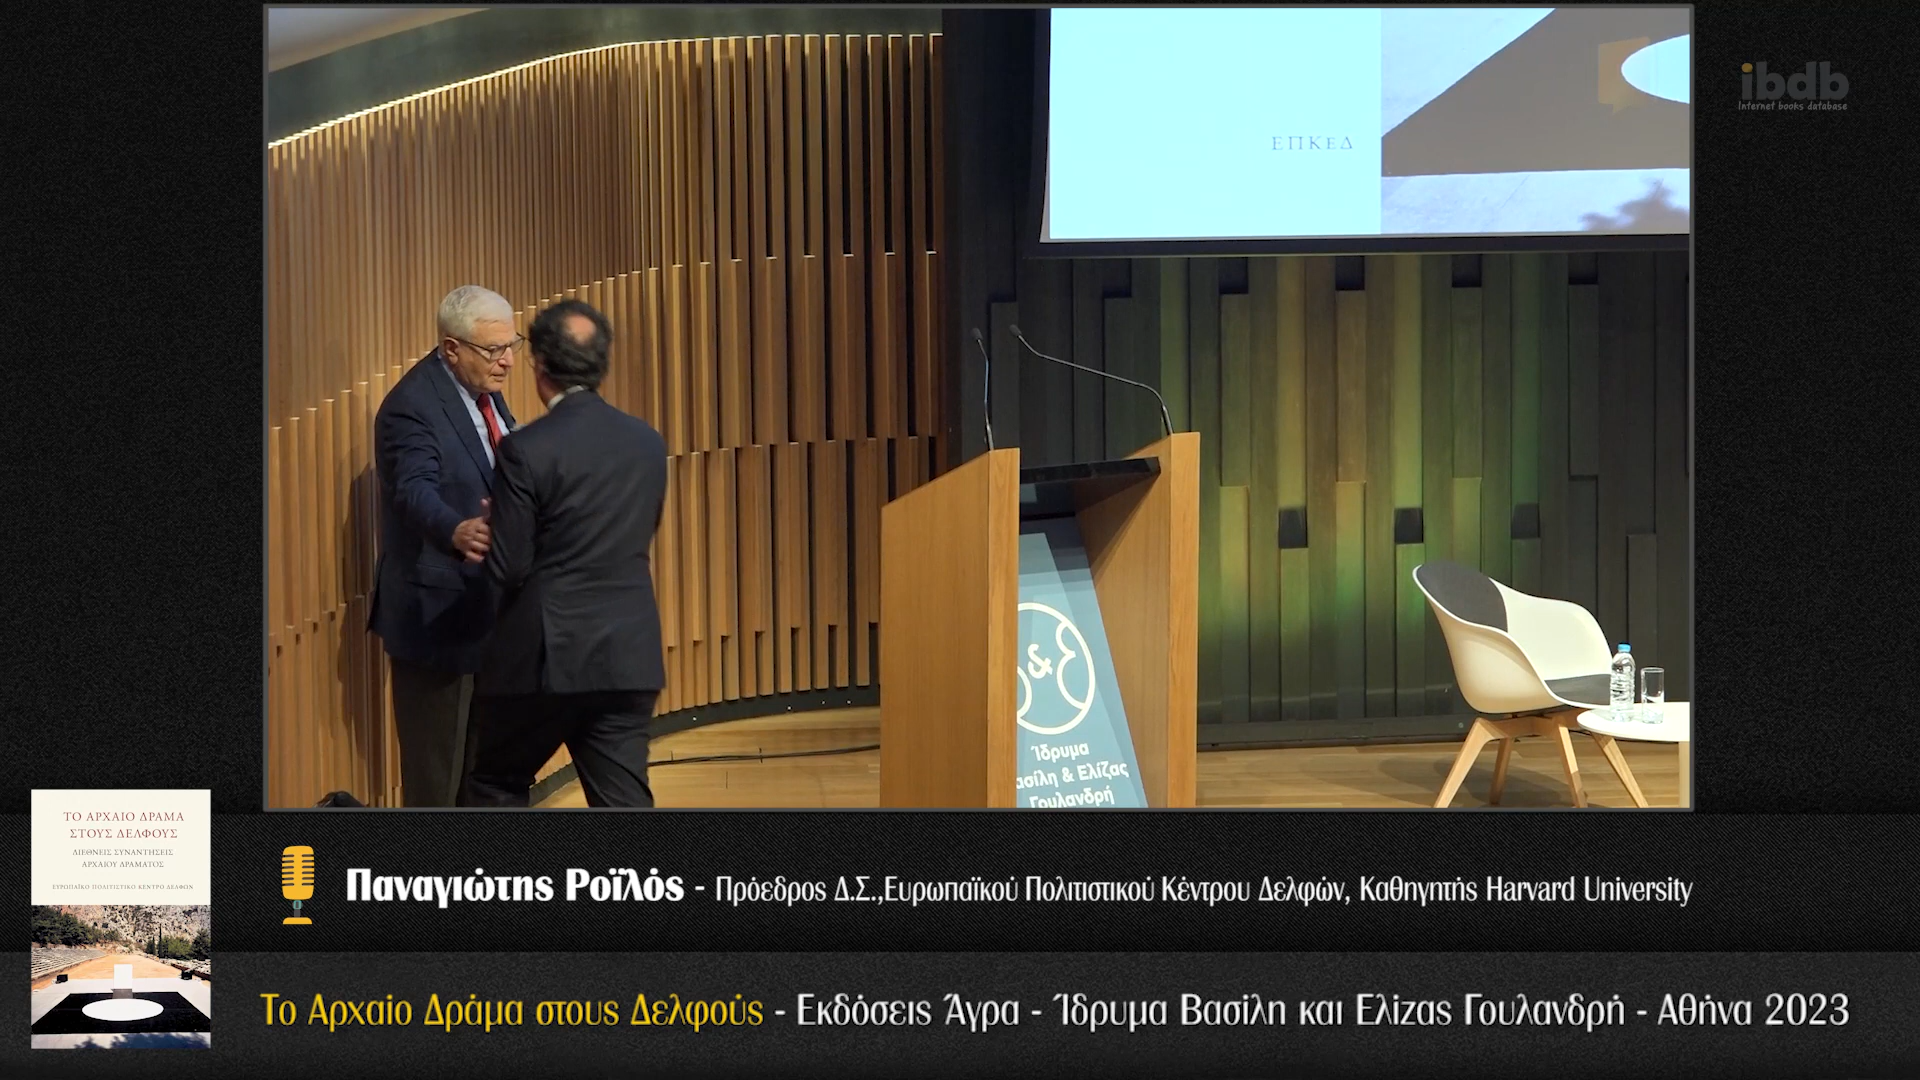 ibdb
Internet books database
ΕΠΚεΔ
&
Ίδρυμα
& Ελίζας
Γουλανδρή
ΤΟ ΑΡΧΑΙΟ ΔΡΑΜΑ
ΣΤΟΥΣ ΔΕΛΦΟΥΣ
ΔΙΕΘΝΕΙΣ ΣΥΝΑΝΤΗΣΕΙΣ
ΑΡΧΑΙΟΥ ΔΡΑΜΑΤΟΣ
ΕΥΡΩΠΑΪΚΟ ΠΟΛΙΤΙΣΤΙΚΟ ΚΕΝΤΡΟ ΔΕΛΦΩΝ
Παναγιώτης Ροϊλός - Πρόεδρος Δ.Σ.,Ευρωπαϊκού Πολιτιστικού Κέντρου Δελφών, Καθηγητής Harvard University
Το Αρχαίο Δράμα στους Δελφούς - Εκδόσεις Άγρα - Ίδρυμα Βασίλη και Ελίζας Γουλανδρή - Αθήνα 2023